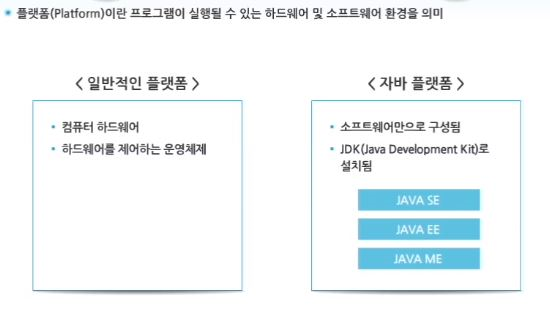 플랫폼(Platform)이란 프로그램이 실행될 수 있는 하드웨어 및 소프트웨어 환경을 의미
< 일반적인 플랫폼 >
• 컴퓨터 하드웨어
• 하드웨어를 제어하는 운영체제
< 자바 플랫폼 >
• 소프트웨어만으로 구성됨
• JDK(Java Development Kit)로
설치됨
JAVA SE
JAVA EE
JAVA ME